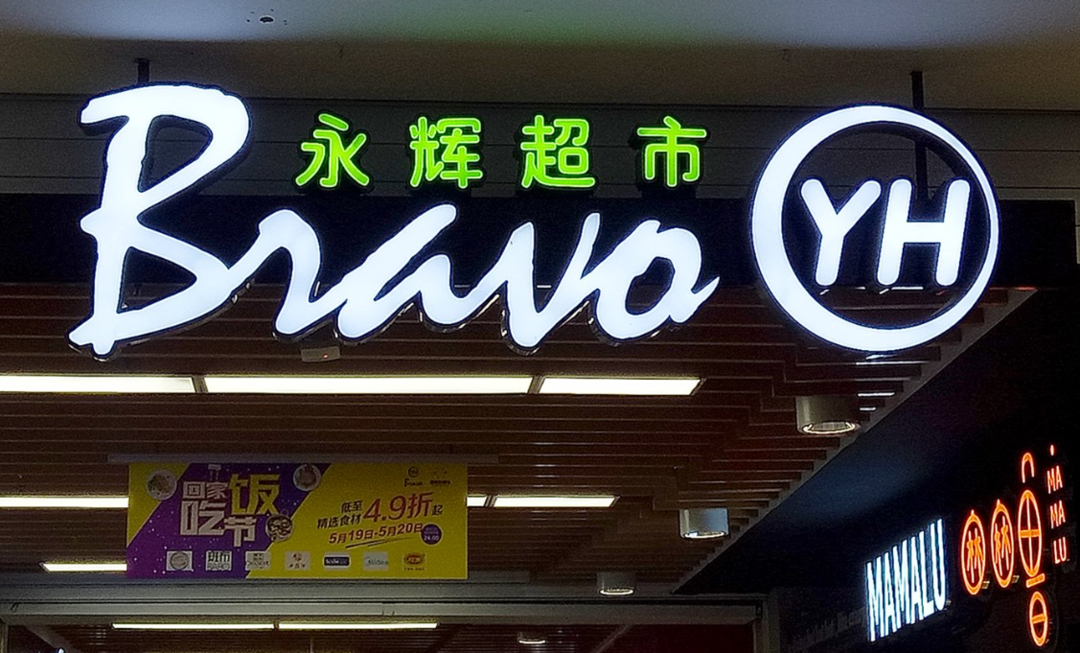 永辉超市
Bravo
YH
回家
吃饭节
低至
精选食材4.9折起
5月19日-5月20日
MAMALU
MA
MA
LU